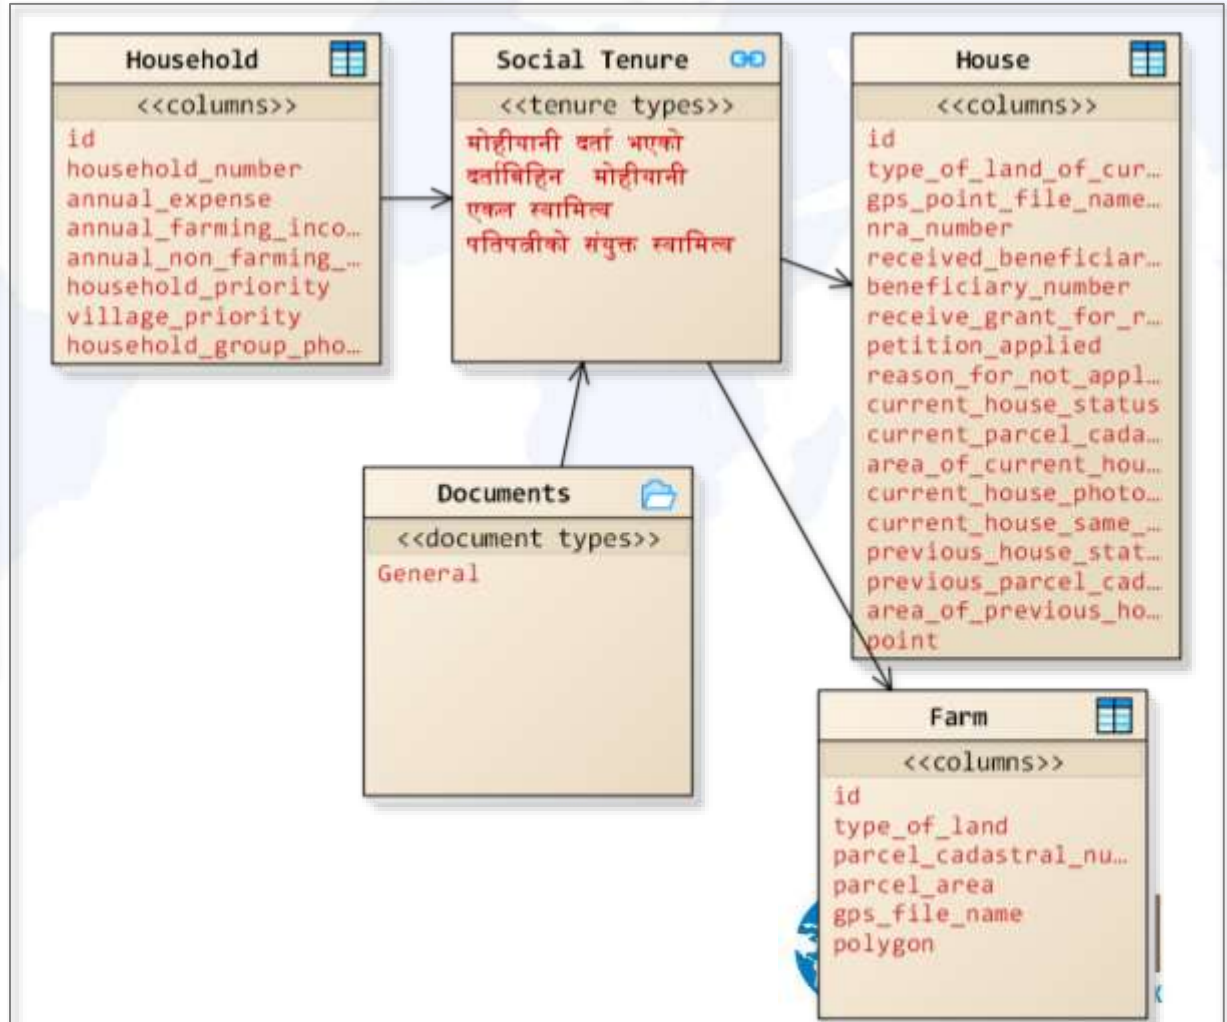 Household
<<columns>>
id
household_number
annual_expense
annual_farming_inco…
annual_non_farming_…
household_priority
village_priority
household_group_pho…
Social Tenure
<<tenure types>>
मोहीयानी दर्ता भएको
दर्ताविहिन मोहीयानी
एकल स्वामित्व
पतिपत्नीको संयुक्त स्वामित्व
House
<<columns>>
id
type_of_land_of_cur…
gps_point_file_name…
nra_number
received_beneficiar…
beneficiary_number
receive_grant_for_r…
petition_applied
reason_for_not_appl…
current_house_status
current_parcel_cada…
area_of_current_hou…
current_house_photo…
current_house_same_…
previous_house_stat…
previous_parcel_cad…
area_of_previous_ho…
point
Documents
<<document types>>
General
Farm
<<columns>>
id
type_of_land
parcel_cadastral_nu…
parcel_area
gps_file_name
polygon